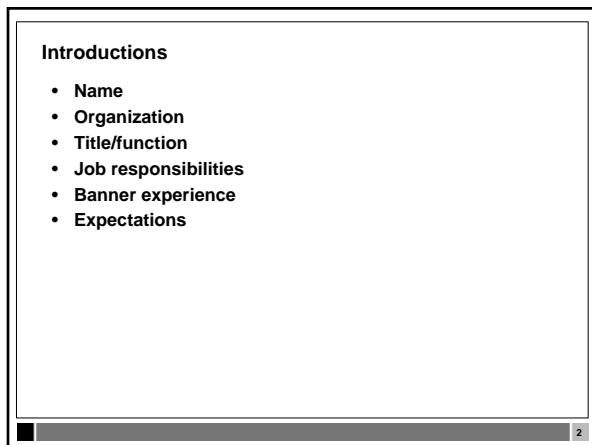 Introductions
• Name
• Organization
• Title/function
• Job responsibilities
• Banner experience
• Expectations
2